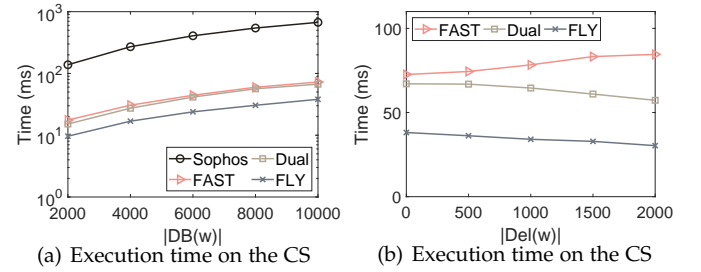 Time (ms)
10^3
10^2
10^1
10^0
Sophos Dual
FAST FLY
2000 4000 6000 8000 10000
|DB(w)|
(a) Execution time on the CS
Time (ms)
100
50
0
FAST Dual FLY
0 500 1000 1500 2000
|Del(w)|
(b) Execution time on the CS